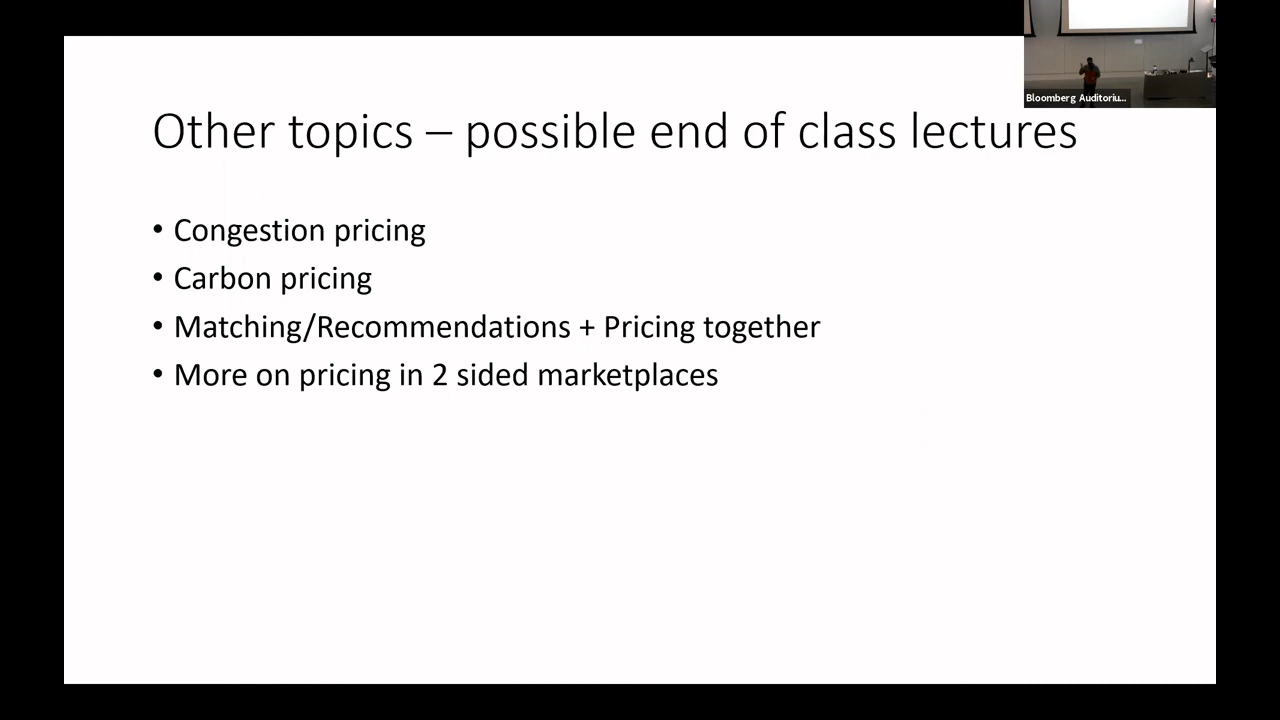 Bloomberg Auditoriu...
Other topics – possible end of class lectures
• Congestion pricing
• Carbon pricing
• Matching/Recommendations + Pricing together
• More on pricing in 2 sided marketplaces